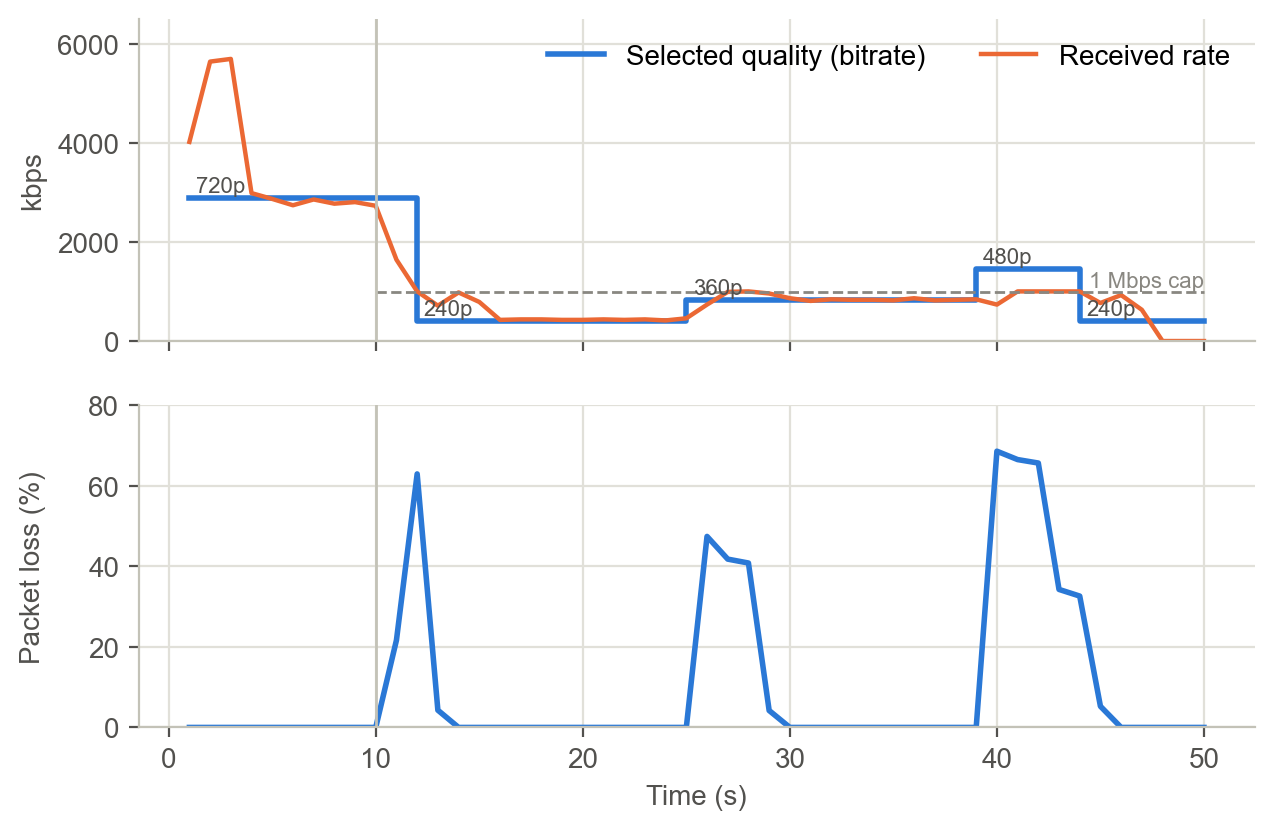 6000
4000
2000
0
kbps
Selected quality (bitrate)
Received rate
720p
240p
360p
480p
1 Mbps cap
240p
80
60
40
20
0
Packet loss (%)
0 10 20 30 40 50
Time (s)